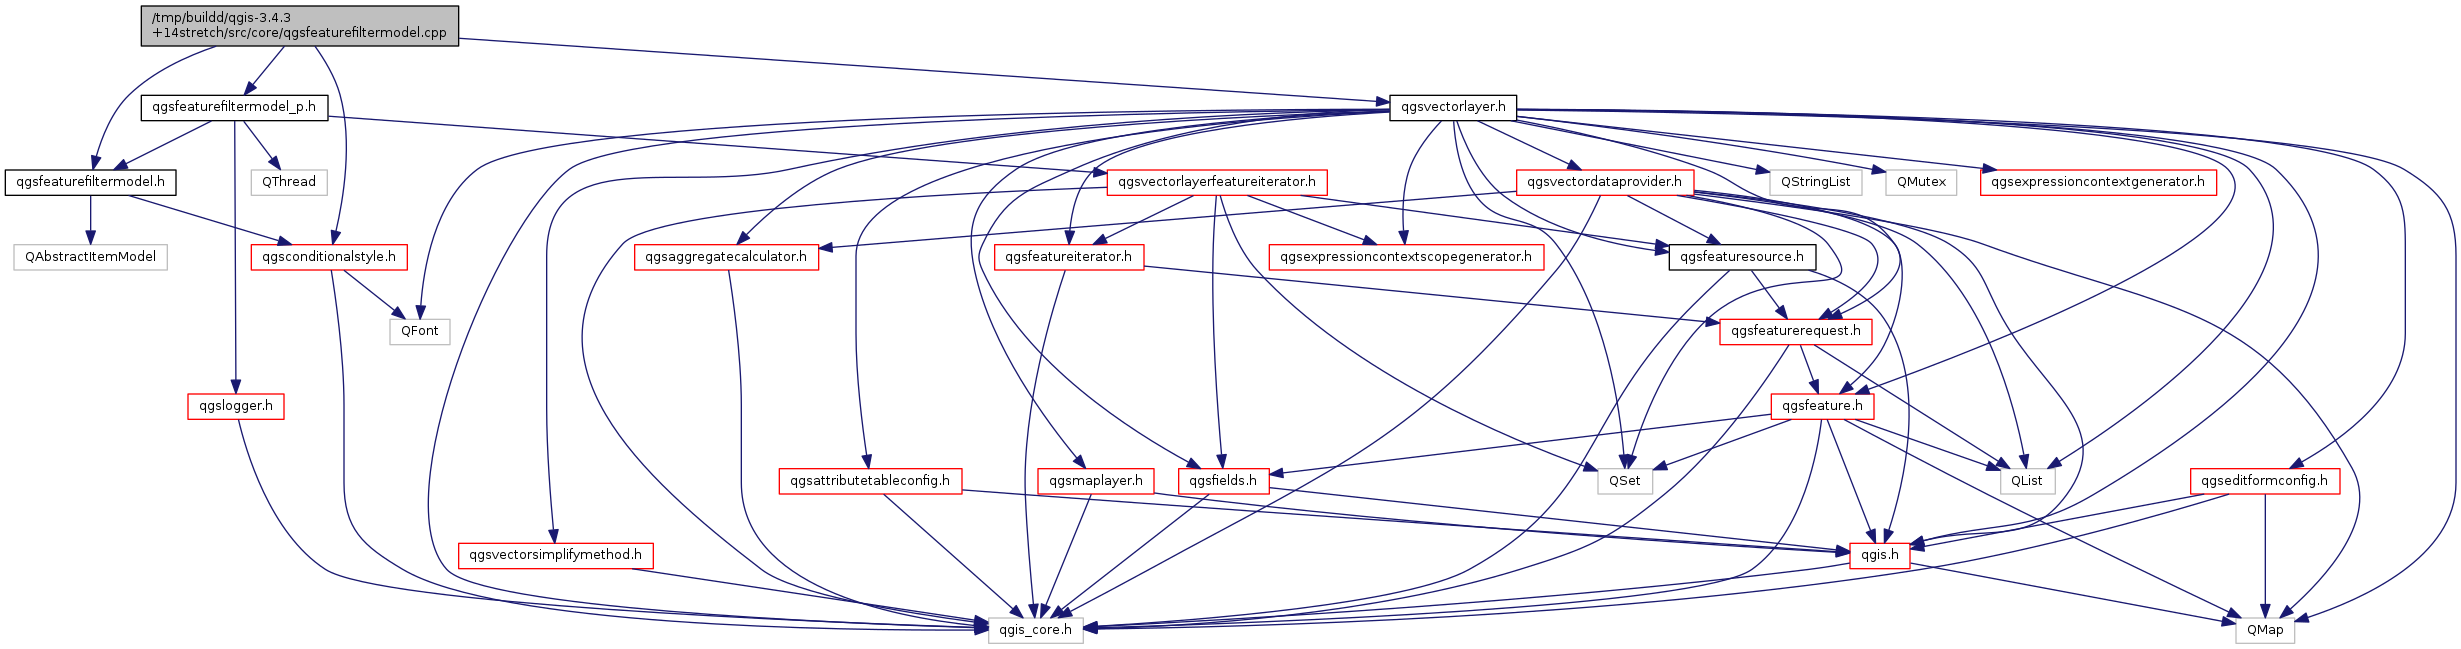 /tmp/buildd/qgis-3.4.3
+14stretch/src/core/qgsfeaturefiltermodel.cpp
qgsfeaturefiltermodel_p.h
qgsvectorlayer.h
qgsfeaturefiltermodel.h
QThread
qgsvectorlayerfeatureiterator.h
qgsvectordataprovider.h
QStringList
QMutex
qgsexpressioncontextgenerator.h
QAbstractItemModel
qgsconditionalstyle.h
qgsaggregatecalculator.h
qgsfeatureiterator.h
qgsexpressioncontextscopegenerator.h
qgsfeaturesource.h
QFont
qgsfeaturerequest.h
qgslogger.h
qgsfeature.h
qgsattributetableconfig.h
qgsmaplayer.h
qgsfields.h
QSet
QList
qgseditformconfig.h
qgsvectorsimplifymethod.h
qgis.h
qgis_core.h
QMap